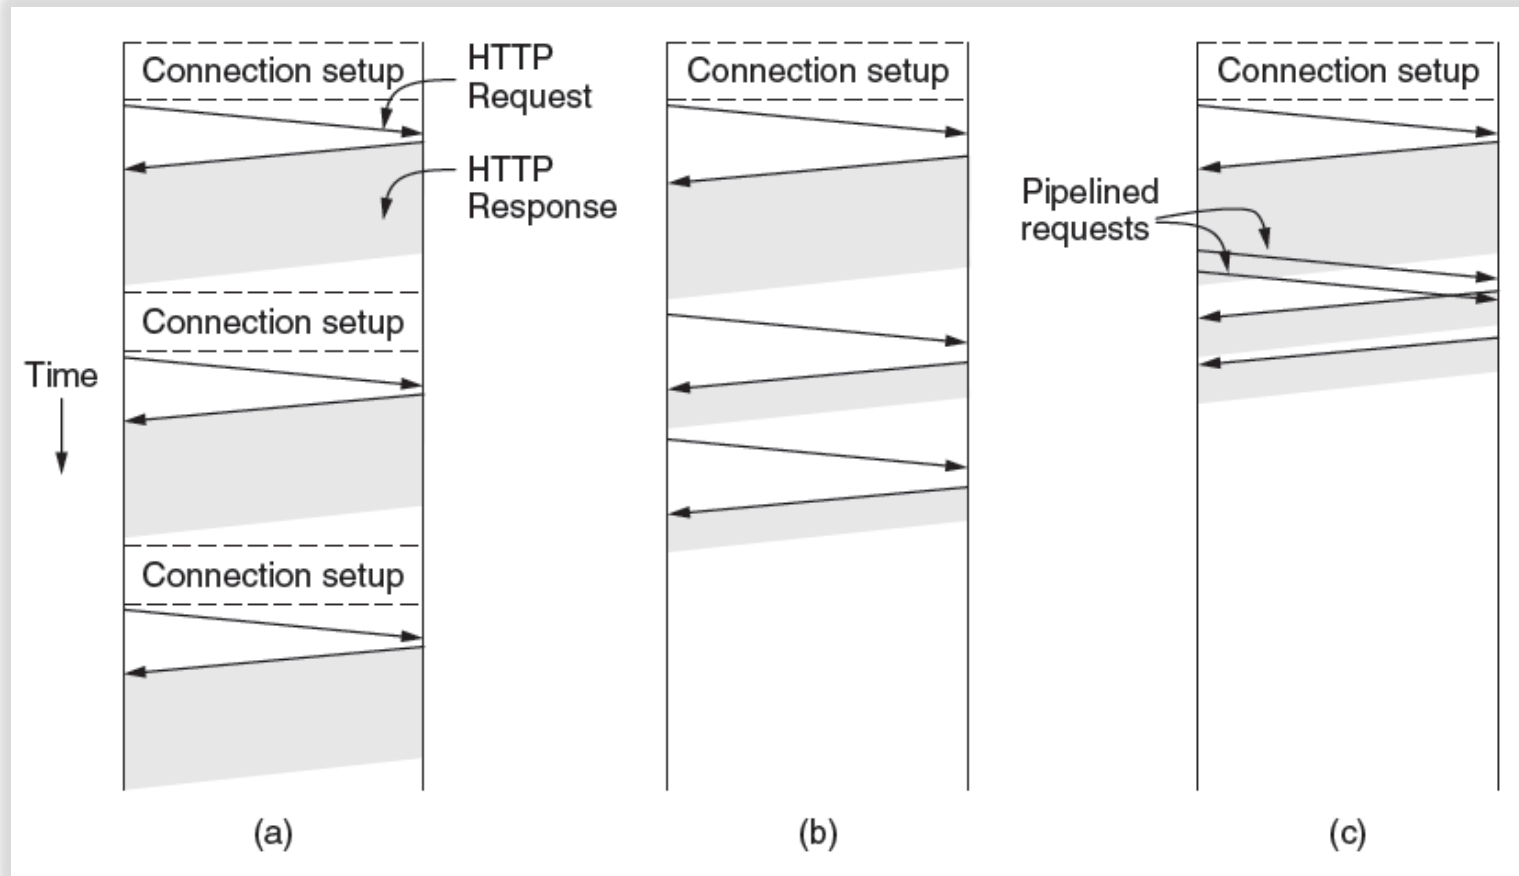 Connection setup
HTTP
Request
HTTP
Response
Connection setup
Time
Connection setup
(a)
Connection setup
(b)
Connection setup
Pipelined
requests
(c)